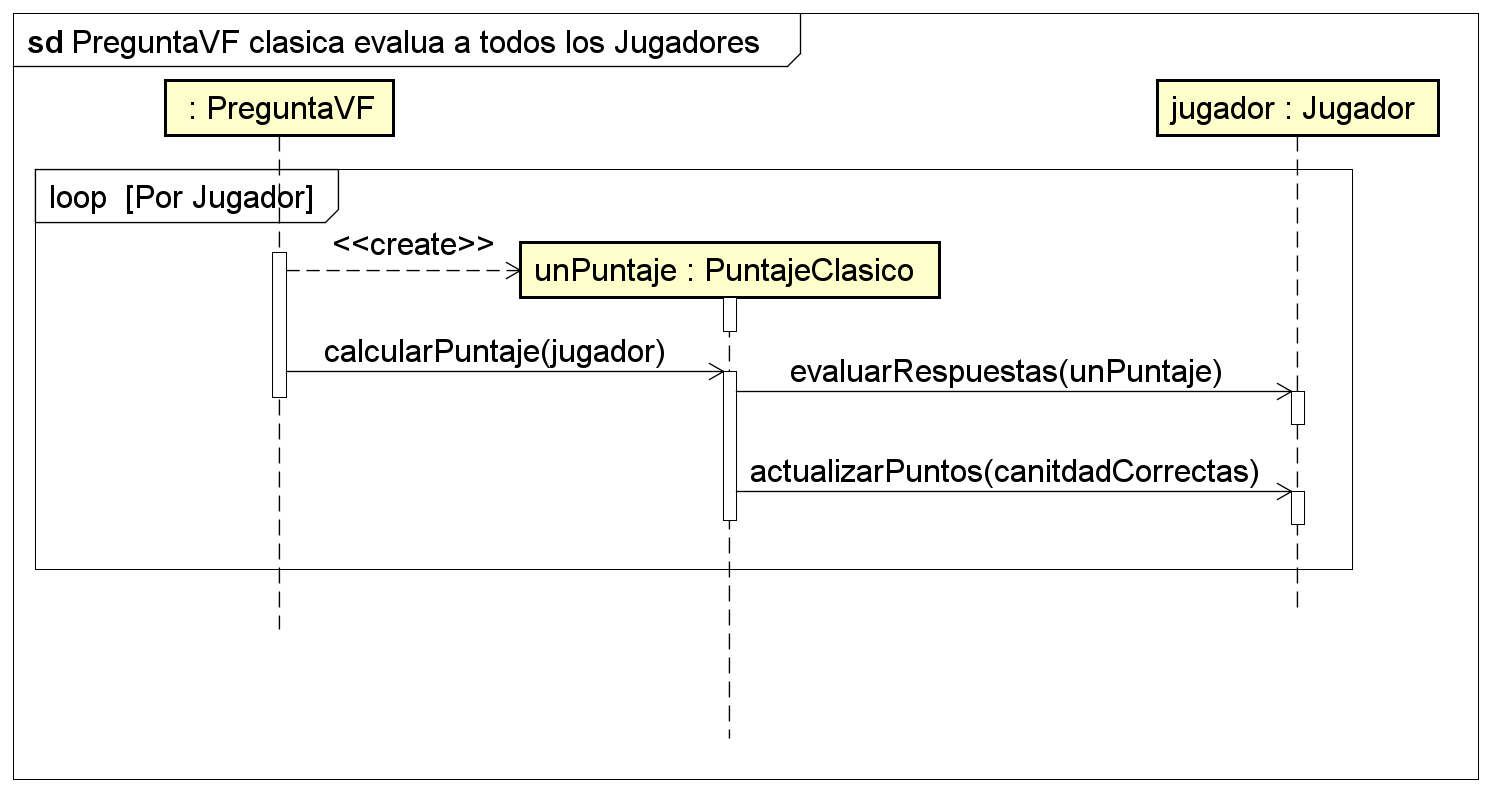 sd PreguntaVF clasica evalua a todos los Jugadores
: PreguntaVF
jugador : Jugador
loop [Por Jugador]
<<create>>
unPuntaje : PuntajeClasico
calcularPuntaje(jugador)
evaluarRespuestas(unPuntaje)
actualizarPuntos(canitdadCorrectas)